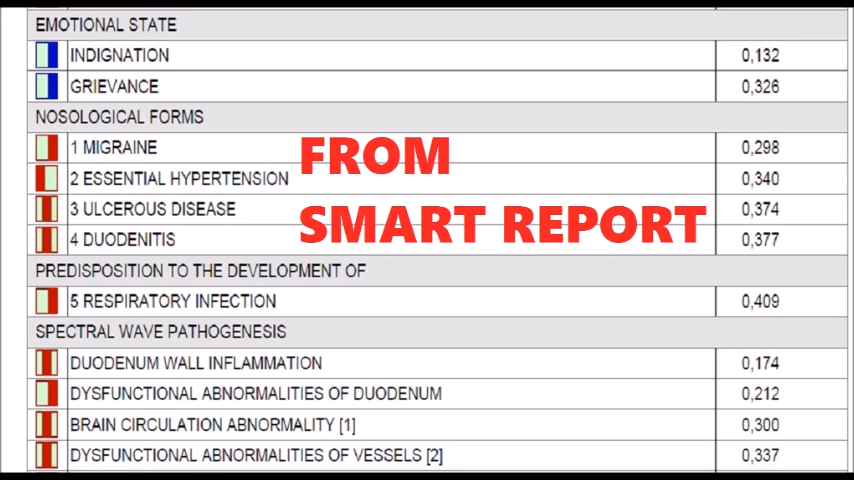 EMOTIONAL STATE
INDIGNATION 0,132
GRIEVANCE 0,326
NOSOLOGICAL FORMS
1 MIGRAINE 0,298
2 ESSENTIAL HYPERTENSION 0,340
3 ULCEROUS DISEASE 0,374
4 DUODENITIS 0,377
FROM
SMART REPORT
PREDISPOSITION TO THE DEVELOPMENT OF
5 RESPIRATORY INFECTION 0,409
SPECTRAL WAVE PATHOGENESIS
DUODENUM WALL INFLAMMATION 0,174
DYSFUNCTIONAL ABNORMALITIES OF DUODENUM 0,212
BRAIN CIRCULATION ABNORMALITY [1] 0,300
DYSFUNCTIONAL ABNORMALITIES OF VESSELS [2] 0,337